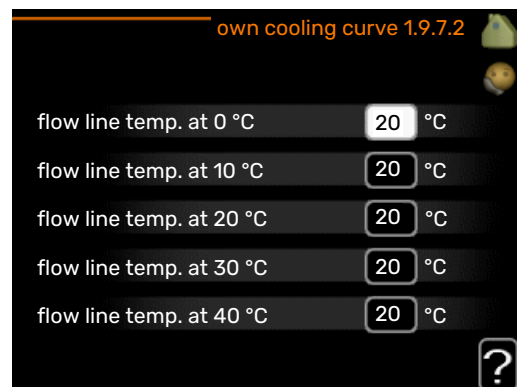 own cooling curve 1.9.7.2
flow line temp. at 0 °C 20 °C
flow line temp. at 10 °C 20 °C
flow line temp. at 20 °C 20 °C
flow line temp. at 30 °C 20 °C
flow line temp. at 40 °C 20 °C
?